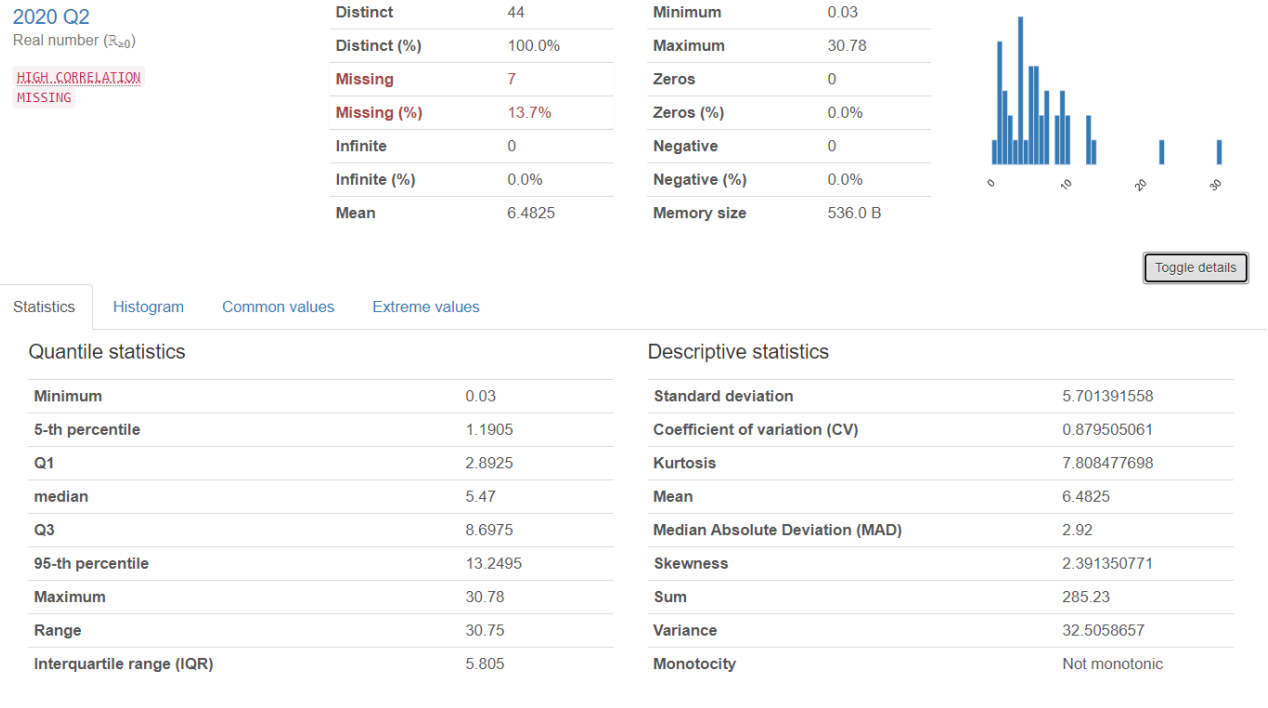 2020 Q2
Real number (ℝ≥0)
HIGH CORRELATION
MISSING
Distinct 44
Distinct (%) 100.0%
Missing 7
Missing (%) 13.7%
Infinite 0
Infinite (%) 0.0%
Mean 6.4825
Minimum 0.03
Maximum 30.78
Zeros 0
Zeros (%) 0.0%
Negative 0
Negative (%) 0.0%
Memory size 536.0 B
0 10 20 30
Toggle details
Statistics Histogram Common values Extreme values
Quantile statistics
Minimum 0.03
5-th percentile 1.1905
Q1 2.8925
median 5.47
Q3 8.6975
95-th percentile 13.2495
Maximum 30.78
Range 30.75
Interquartile range (IQR) 5.805
Descriptive statistics
Standard deviation 5.701391558
Coefficient of variation (CV) 0.879505061
Kurtosis 7.808477698
Mean 6.4825
Median Absolute Deviation (MAD) 2.92
Skewness 2.391350771
Sum 285.23
Variance 32.5058657
Monotocity Not monotonic